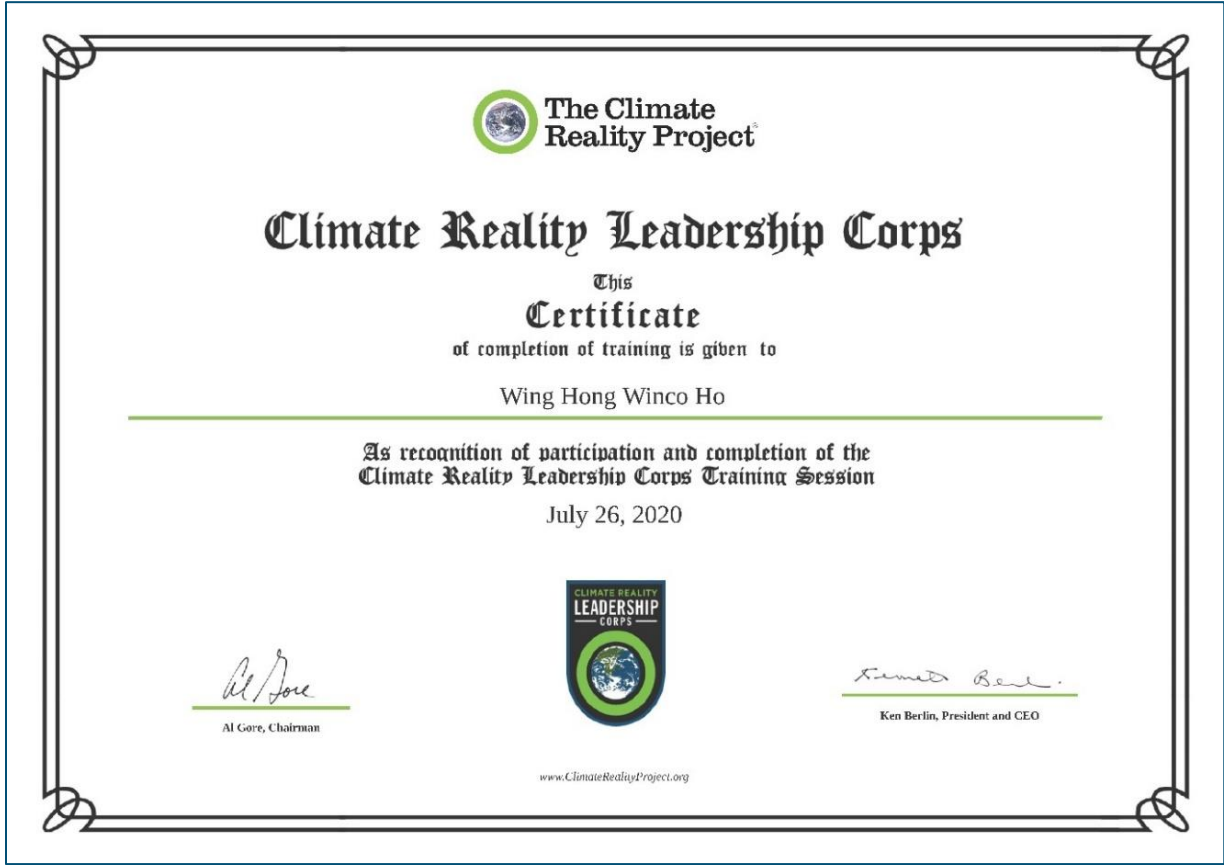 The Climate
Reality Project
Climate Reality Leadership Corps
This
Certificate
of completion of training is given to
Wing Hong Winco Ho
As recognition of participation and completion of the
Climate Reality Leadership Corps Training Session
July 26, 2020
CLIMATE REALITY
LEADERSHIP
CORPS
Al Gore
Al Gore, Chairman
Ken Berlin, President and CEO
www.ClimateRealityProject.org